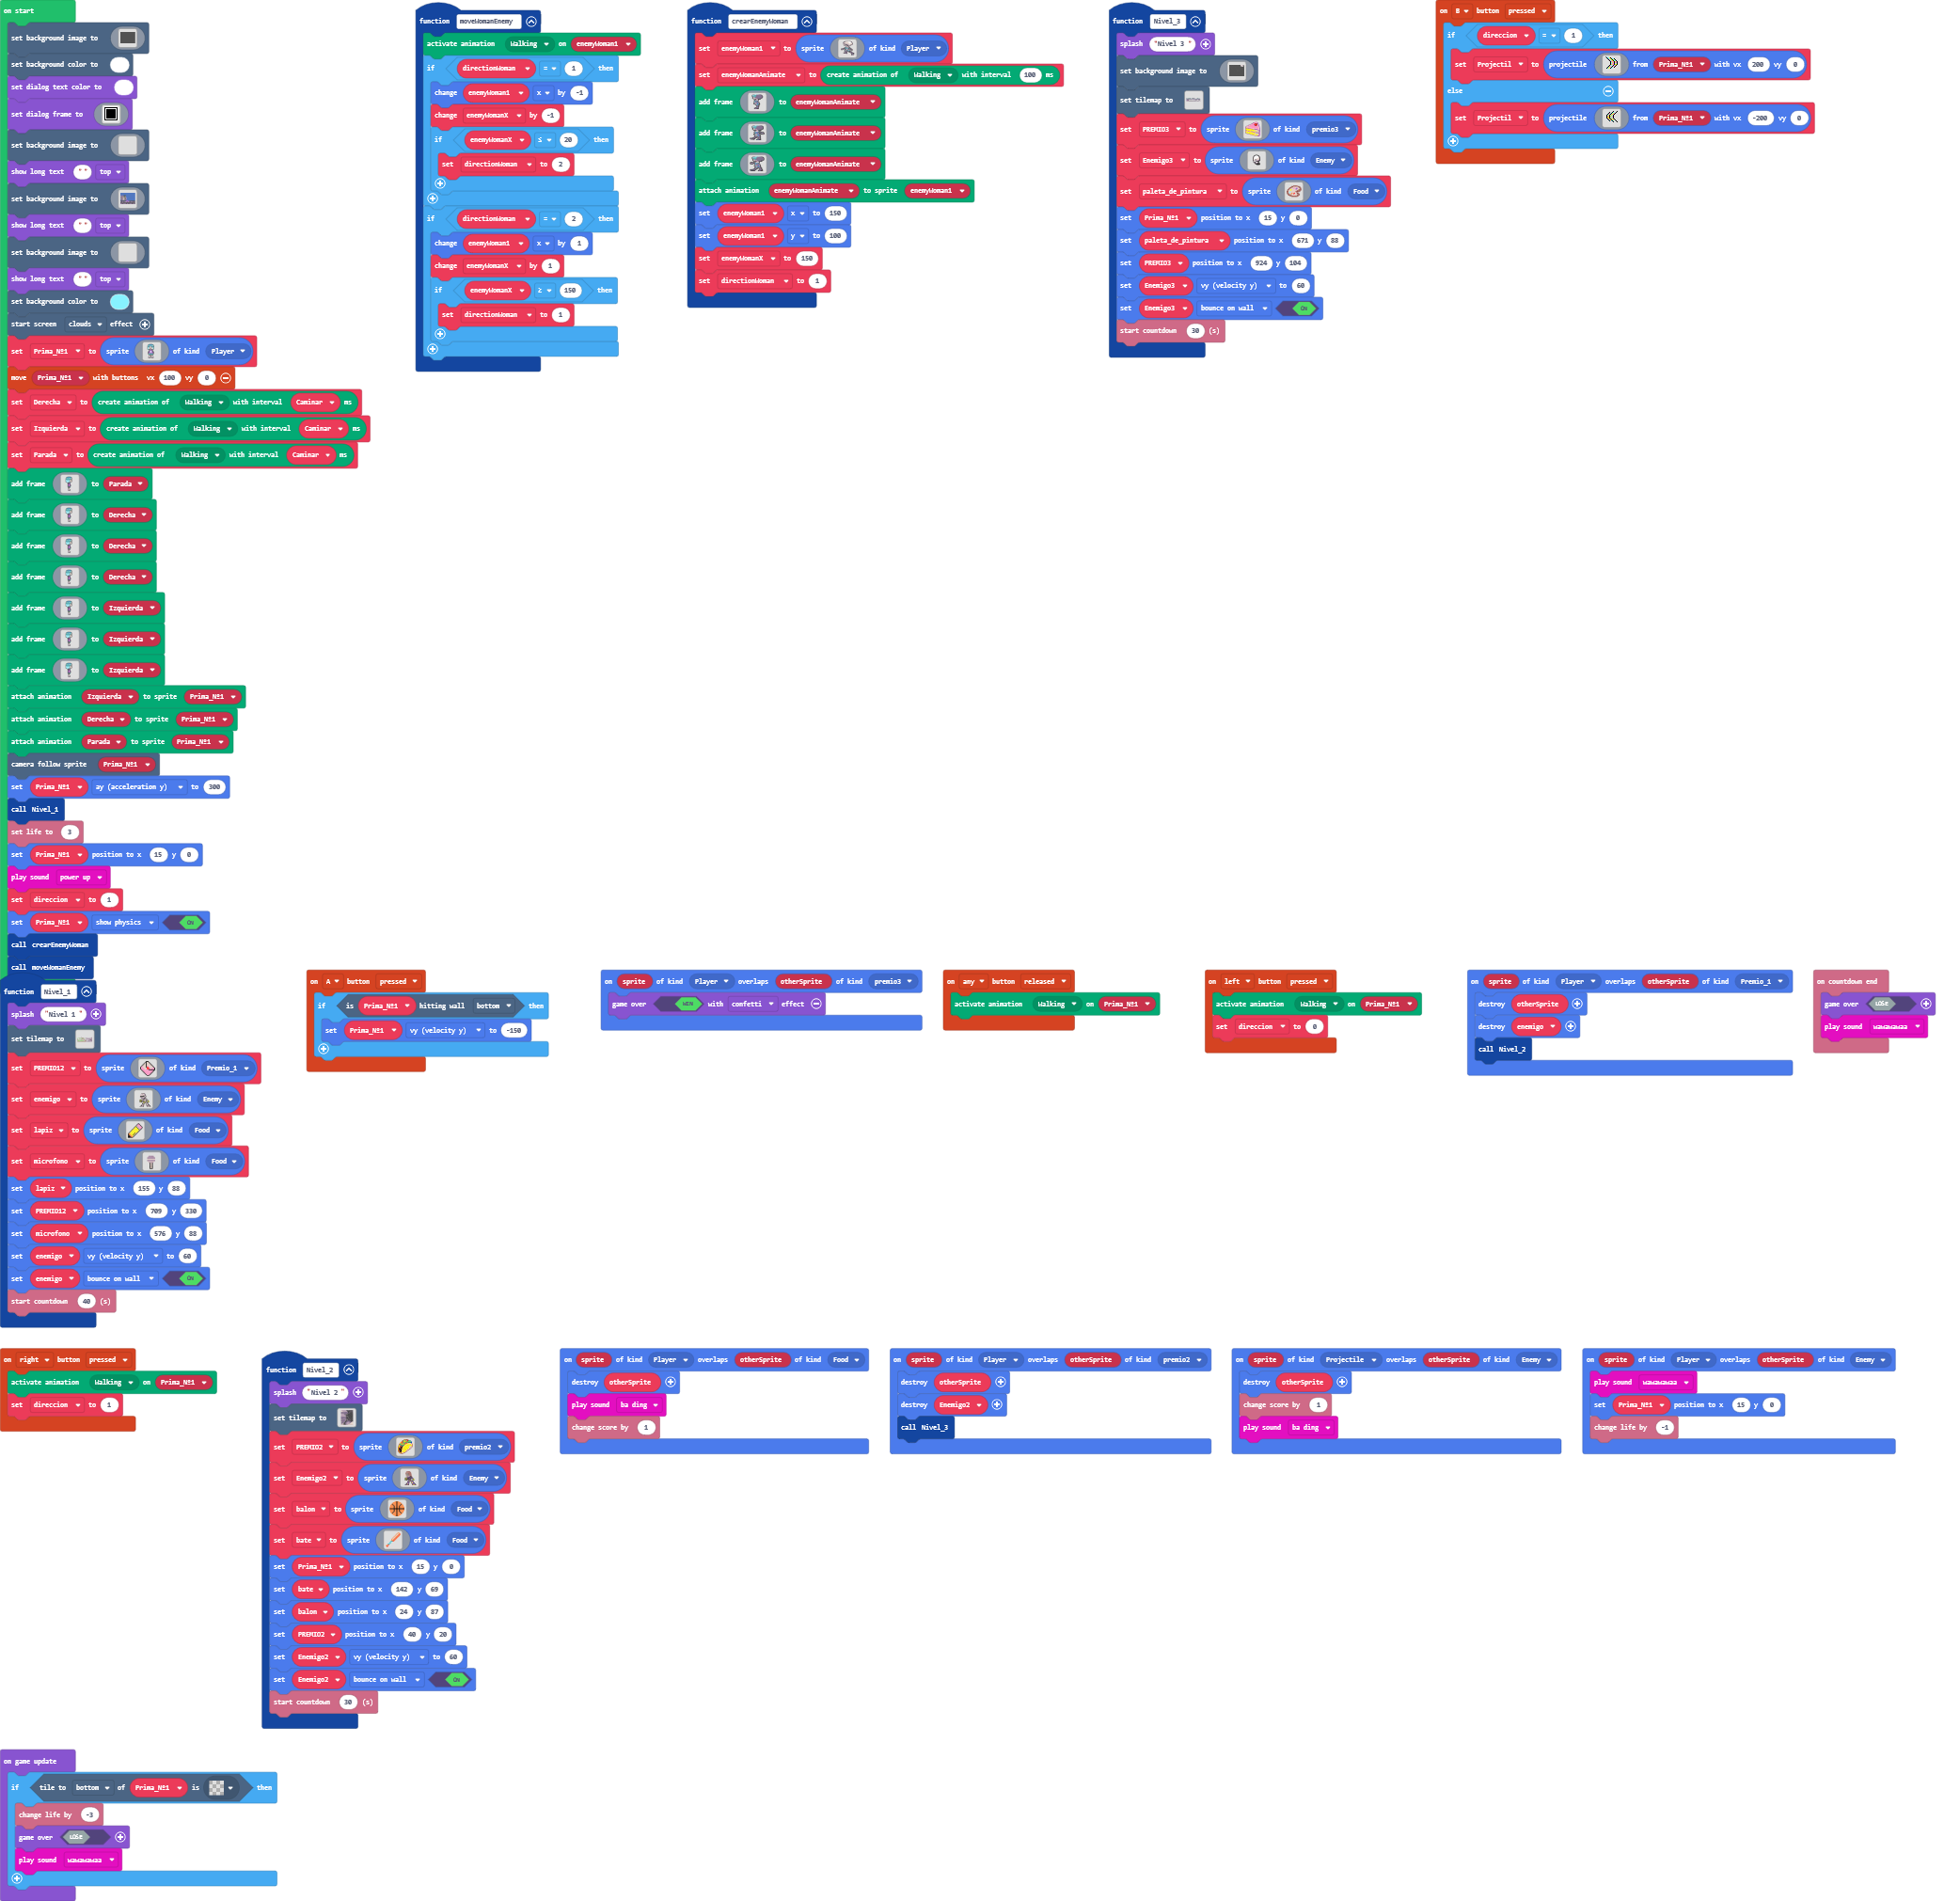 on start
set background image to
set background color to
set dialog text color to
set dialog frame to
set background image to
show long text " " top
set background image to
show long text " " top
set background image to
show long text " " top
set background color to
start screen clouds effect
set Prima_Nº1 to sprite of kind Player
move Prima_Nº1 with buttons vx 100 vy 0
set Derecha to create animation of Walking with interval Caminar ms
set Izquierda to create animation of Walking with interval Caminar ms
set Parada to create animation of Walking with interval Caminar ms
add frame to Parada
add frame to Derecha
add frame to Derecha
add frame to Derecha
add frame to Izquierda
add frame to Izquierda
add frame to Izquierda
attach animation Izquierda to sprite Prima_Nº1
attach animation Derecha to sprite Prima_Nº1
attach animation Parada to sprite Prima_Nº1
camera follow sprite Prima_Nº1
set Prima_Nº1 ay (acceleration y) to 300
call Nivel_1
set life to 3
set Prima_Nº1 position to x 15 y 0
play sound power up
set direccion to 1
set Prima_Nº1 show physics ON
call crearEnemyWoman
call moveWomanEnemy
function moveWomanEnemy
activate animation Walking on enemyWoman1
if directionWoman = 1 then
change enemyWoman1 x by -1
change enemyWomanX by -1
if enemyWomanX ≤ 20 then
set directionWoman to 2
if directionWoman = 2 then
change enemyWoman1 x by 1
change enemyWomanX by 1
if enemyWomanX ≥ 150 then
set directionWoman to 1
function crearEnemyWoman
set enemyWoman1 to sprite of kind Player
set enemyWomanAnimate to create animation of Walking with interval 100 ms
add frame to enemyWomanAnimate
add frame to enemyWomanAnimate
add frame to enemyWomanAnimate
attach animation enemyWomanAnimate to sprite enemyWoman1
set enemyWoman1 x to 150
set enemyWoman1 y to 100
set enemyWomanX to 150
set directionWoman to 1
function Nivel_3
splash "Nivel 3 "
set background image to
set tilemap to
set PREMIO3 to sprite of kind premio3
set Enemigo3 to sprite of kind Enemy
set paleta_de_pintura to sprite of kind Food
set Prima_Nº1 position to x 15 y 0
set paleta_de_pintura position to x 671 y 88
set PREMIO3 position to x 924 y 104
set Enemigo3 vy (velocity y) to 60
set Enemigo3 bounce on wall ON
start countdown 30 (s)
on B button pressed
if direccion = 1 then
set Projectil to projectile from Prima_Nº1 with vx 200 vy 0
else
set Projectil to projectile from Prima_Nº1 with vx -200 vy 0
function Nivel_1
splash "Nivel 1 "
set tilemap to
set PREMIO12 to sprite of kind Premio_1
set enemigo to sprite of kind Enemy
set lapiz to sprite of kind Food
set microfono to sprite of kind Food
set lapiz position to x 155 y 88
set PREMIO12 position to x 709 y 330
set microfono position to x 576 y 88
set enemigo vy (velocity y) to 60
set enemigo bounce on wall ON
start countdown 40 (s)
on A button pressed
if is Prima_Nº1 hitting wall bottom then
set Prima_Nº1 vy (velocity y) to -150
on sprite of kind Player overlaps otherSprite of kind premio3
game over WIN with confetti effect
on any button released
activate animation Walking on Prima_Nº1
on left button pressed
activate animation Walking on Prima_Nº1
set direccion to 0
on sprite of kind Player overlaps otherSprite of kind Premio_1
destroy otherSprite
destroy enemigo
call Nivel_2
on countdown end
game over LOSE
play sound wawawawaa
on right button pressed
activate animation Walking on Prima_Nº1
set direccion to 1
function Nivel_2
splash "Nivel 2 "
set tilemap to
set PREMIO2 to sprite of kind premio2
set Enemigo2 to sprite of kind Enemy
set balon to sprite of kind Food
set bate to sprite of kind Food
set Prima_Nº1 position to x 15 y 0
set bate position to x 142 y 69
set balon position to x 24 y 87
set PREMIO2 position to x 40 y 20
set Enemigo2 vy (velocity y) to 60
set Enemigo2 bounce on wall ON
start countdown 30 (s)
on sprite of kind Player overlaps otherSprite of kind Food
destroy otherSprite
play sound ba ding
change score by 1
on sprite of kind Player overlaps otherSprite of kind premio2
destroy otherSprite
destroy Enemigo2
call Nivel_3
on sprite of kind Projectile overlaps otherSprite of kind Enemy
destroy otherSprite
change score by 1
play sound ba ding
on sprite of kind Player overlaps otherSprite of kind Enemy
play sound wawawawaa
set Prima_Nº1 position to x 15 y 0
change life by -1
on game update
if tile to bottom of Prima_Nº1 is then
change life by -3
game over LOSE
play sound wawawawaa